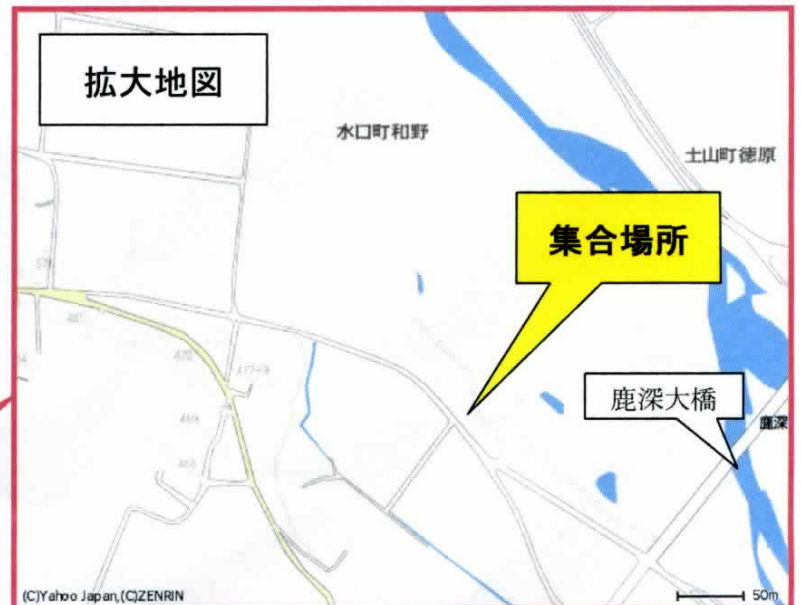 拡大地図
水口町和野
土山町徳原
集合場所
鹿深大橋
鹿深
(C)Yahoo Japan,(C)ZENRIN
50m